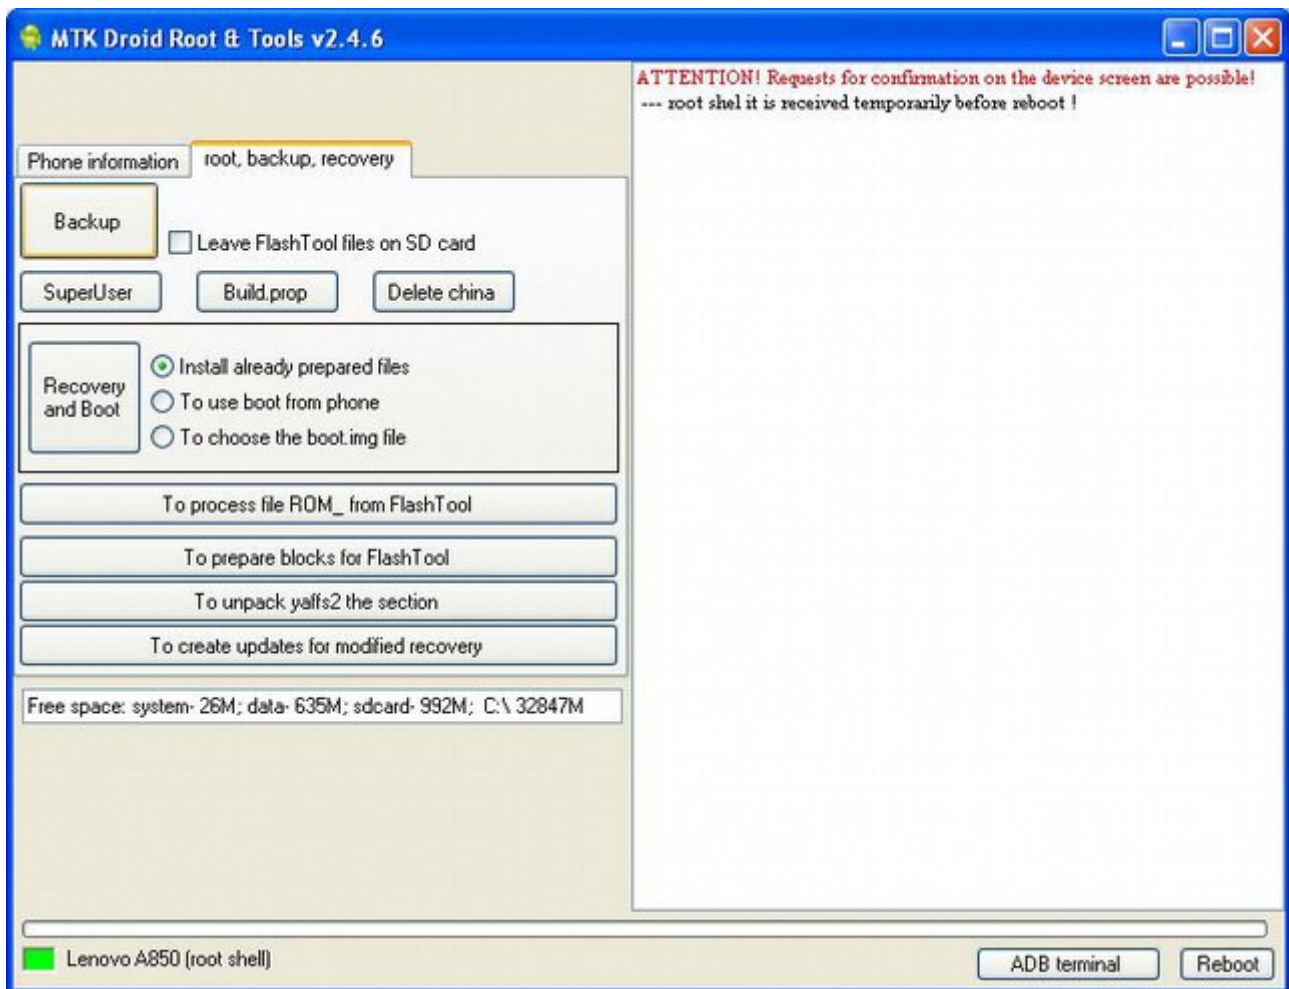 MTK Droid Root & Tools v2.4.6
ATTENTION! Requests for confirmation on the device screen are possible!
--- root shel it is received temporarily before reboot !
Phone information
root, backup, recovery
Backup
Leave FlashTool files on SD card
SuperUser
Build.prop
Delete china
Recovery
and Boot
Install already prepared files
To use boot from phone
To choose the boot.img file
To process file ROM_ from FlashTool
To prepare blocks for FlashTool
To unpack yaffs2 the section
To create updates for modified recovery
Free space: system- 26M; data- 635M; sdcard- 992M; C:\ 32847M
Lenovo A850 (root shell)
ADB terminal
Reboot